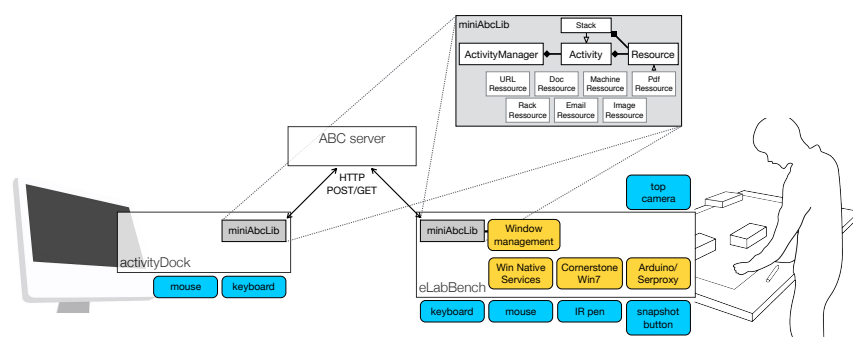 miniAbcLib
Stack
ActivityManager
Activity
Resource
URL
Ressource
Doc
Ressource
Machine
Ressource
Pdf
Ressource
Rack
Ressource
Email
Ressource
Image
Ressource
ABC server
HTTP
POST/GET
top
camera
miniAbcLib
activityDock
mouse
keyboard
miniAbcLib
Window
management
Win Native
Services
Cornerstone
Win7
Arduino/
Serproxy
eLabBench
keyboard
mouse
IR pen
snapshot
button